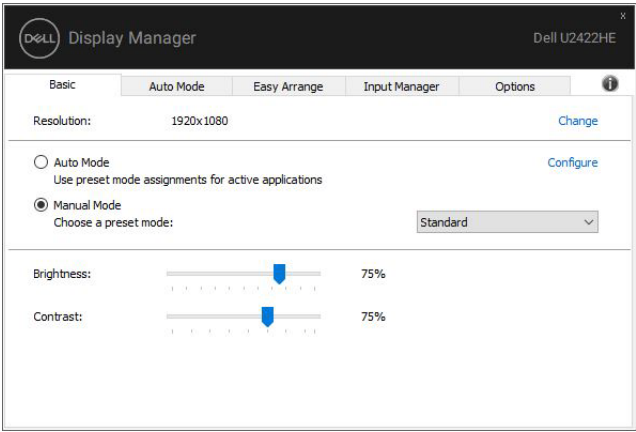 x
DELL Display Manager
Dell U2422HE
Basic Auto Mode Easy Arrange Input Manager Options i
Resolution: 1920x1080 Change
Auto Mode Configure
Use preset mode assignments for active applications
Manual Mode
Choose a preset mode: Standard
Brightness: 75%
Contrast: 75%